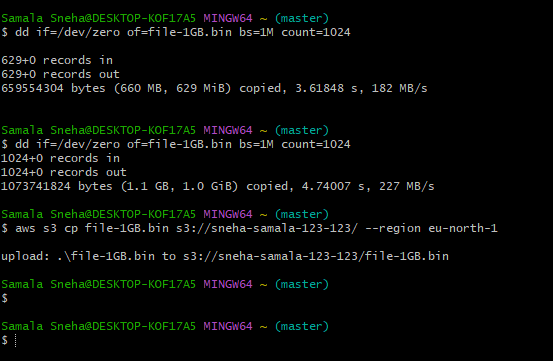 Samala Sneha@DESKTOP-KOF17A5 MINGW64 ~ (master)
$ dd if=/dev/zero of=file-1GB.bin bs=1M count=1024
629+0 records in
629+0 records out
659554304 bytes (660 MB, 629 MiB) copied, 3.61848 s, 182 MB/s
Samala Sneha@DESKTOP-KOF17A5 MINGW64 ~ (master)
$ dd if=/dev/zero of=file-1GB.bin bs=1M count=1024
1024+0 records in
1024+0 records out
1073741824 bytes (1.1 GB, 1.0 GiB) copied, 4.74007 s, 227 MB/s
Samala Sneha@DESKTOP-KOF17A5 MINGW64 ~ (master)
$ aws s3 cp file-1GB.bin s3://sneha-samala-123-123/ --region eu-north-1
upload: .\file-1GB.bin to s3://sneha-samala-123-123/file-1GB.bin
Samala Sneha@DESKTOP-KOF17A5 MINGW64 ~ (master)
$
Samala Sneha@DESKTOP-KOF17A5 MINGW64 ~ (master)
$